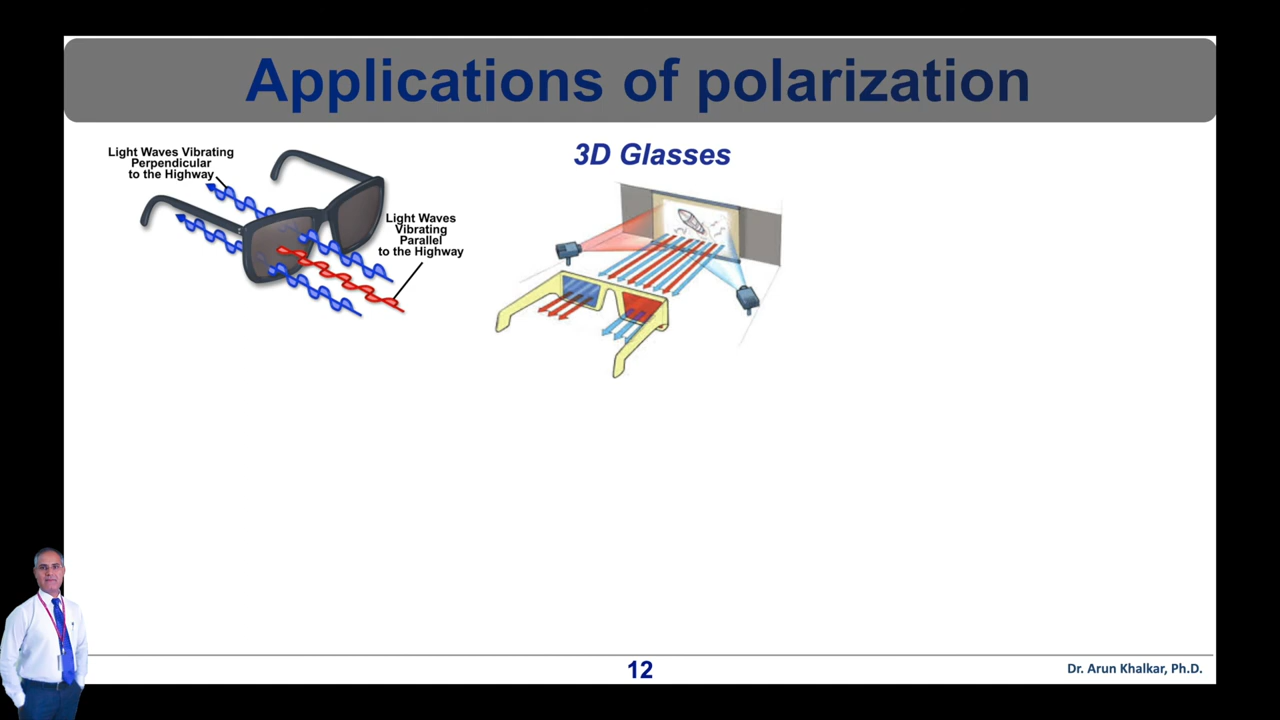 Applications of polarization
Light Waves Vibrating
Perpendicular
to the Highway
Light Waves
Vibrating
Parallel
to the Highway
3D Glasses
12
Dr. Arun Khalkar, Ph.D.